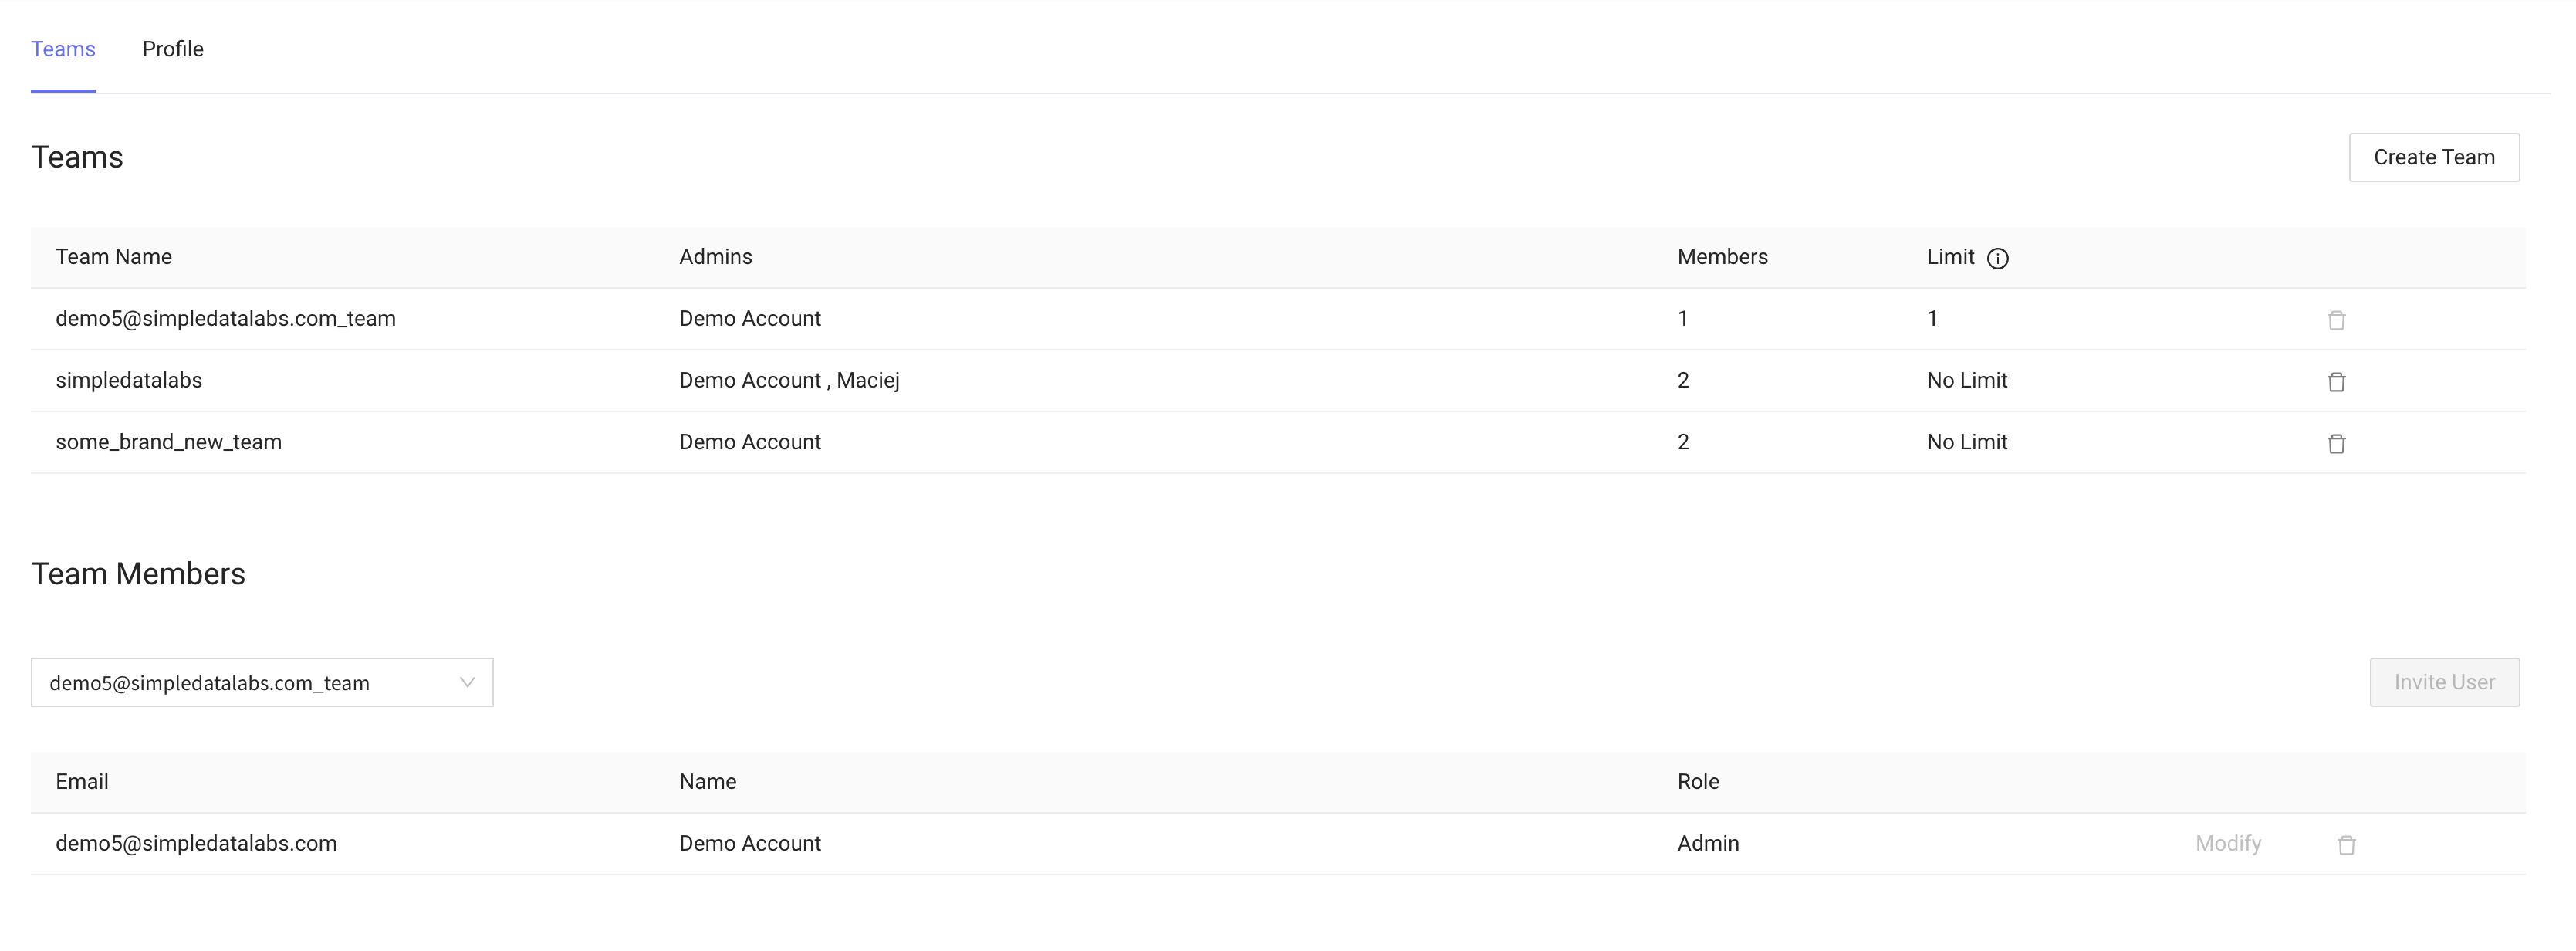 Teams Profile
Teams Create Team
Team Name Admins Members Limit
demo5@simpledatalabs.com_team Demo Account 1 1
simpledatalabs Demo Account , Maciej 2 No Limit
some_brand_new_team Demo Account 2 No Limit
Team Members
demo5@simpledatalabs.com_team Invite User
Email Name Role
demo5@simpledatalabs.com Demo Account Admin Modify